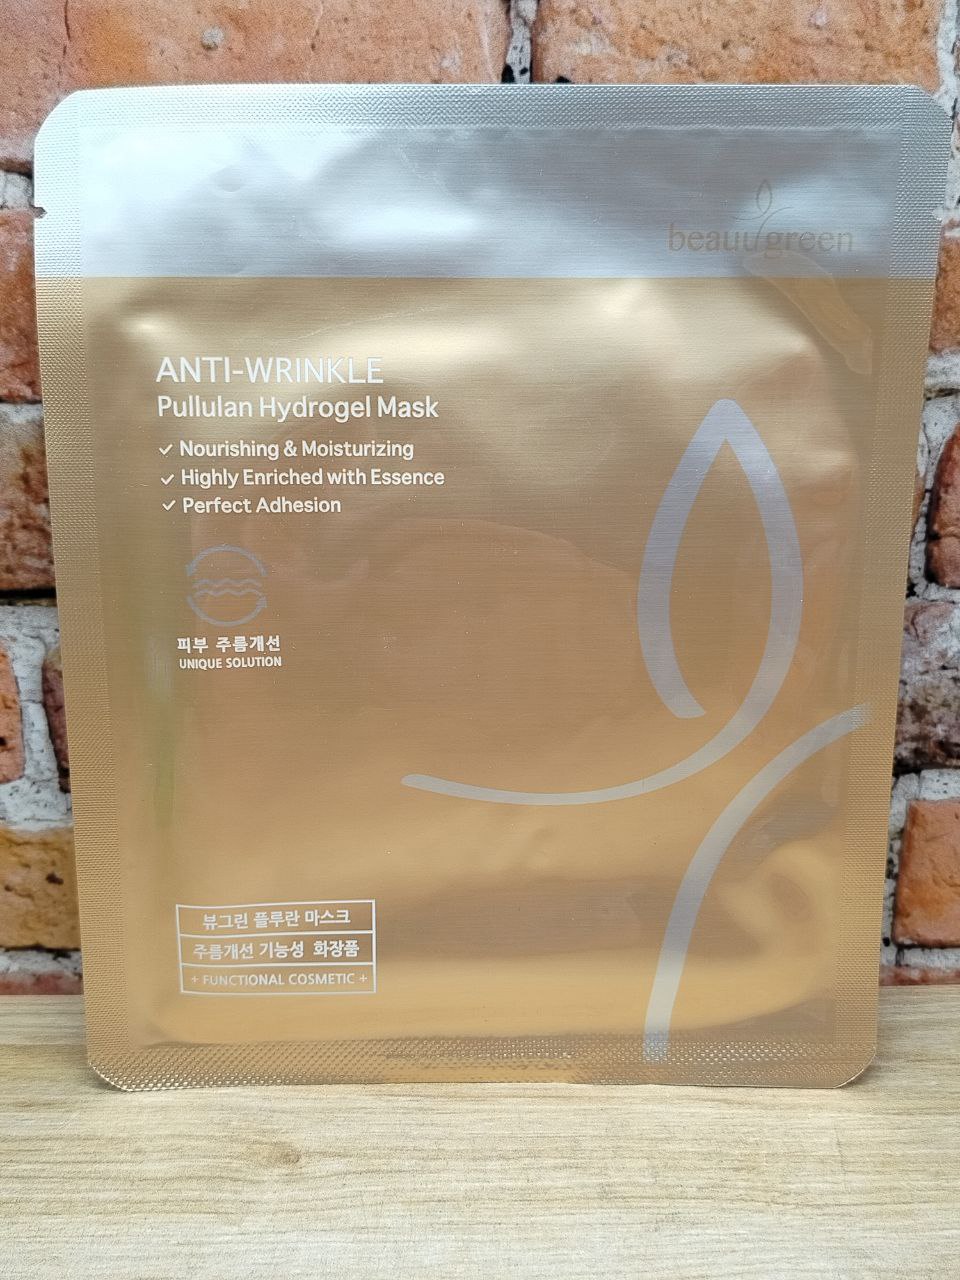 beauugreen
ANTI-WRINKLE
Pullulan Hydrogel Mask
Nourishing & Moisturizing
Highly Enriched with Essence
Perfect Adhesion
피부 주름개선
UNIQUE SOLUTION
뷰그린 플루란 마스크
주름개선 기능성 화장품
+ FUNCTIONAL COSMETIC +